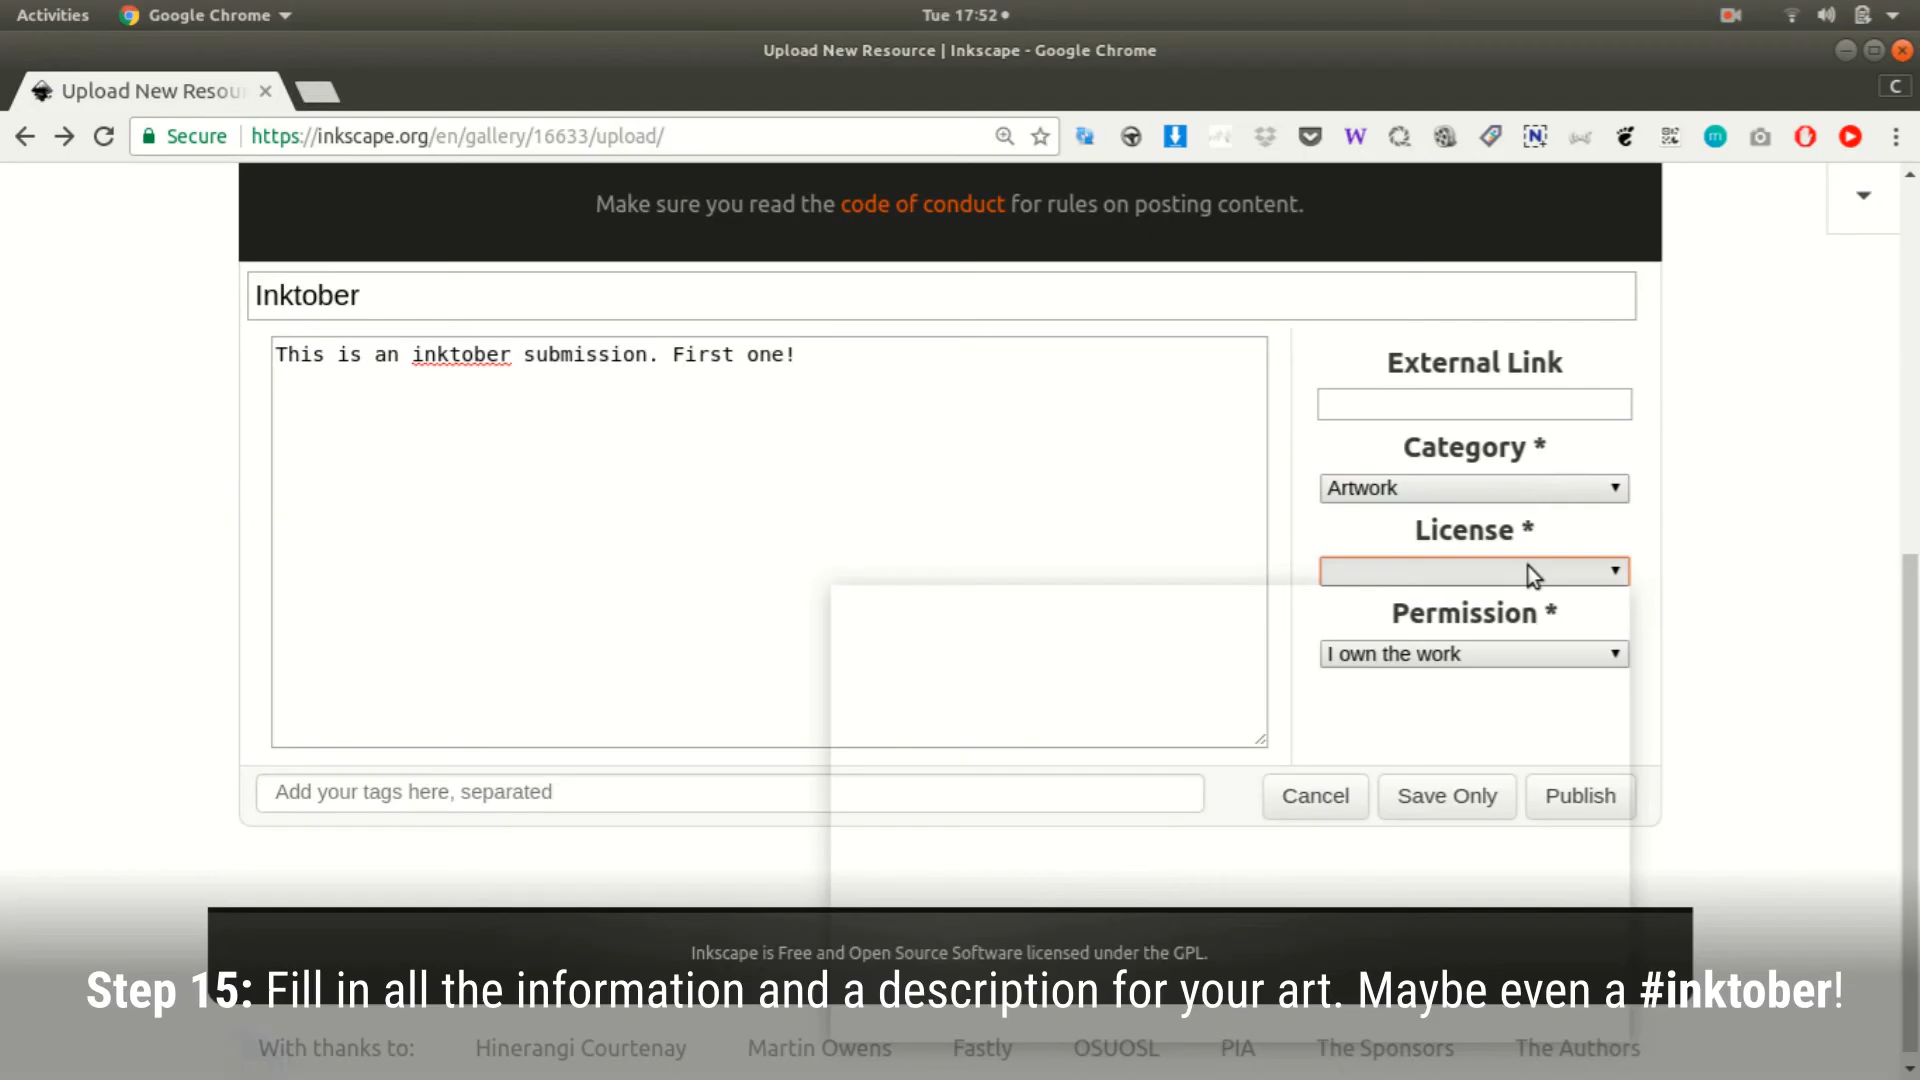 Activities Google Chrome Tue 17:52
Upload New Resource | Inkscape - Google Chrome
Upload New Resou
C
Secure https://inkscape.org/en/gallery/16633/upload/
Make sure you read the code of conduct for rules on posting content.
Inktober
This is an inktober submission. First one!
External Link
Category *
Artwork
License *
Permission *
I own the work
Add your tags here, separated
Cancel Save Only Publish
Inkscape is Free and Open Source Software licensed under the GPL.
Step 15: Fill in all the information and a description for your art. Maybe even a #inktober!
With thanks to: Hinerangi Courtenay Martin Owens Fastly OSUOSL PIA The Sponsors The Authors